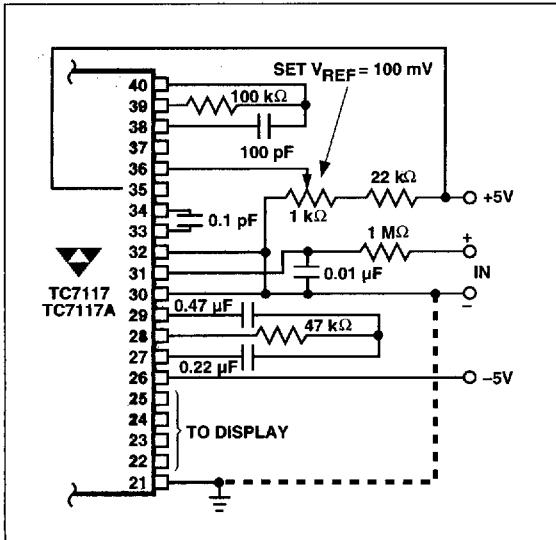 SET VREF = 100 mV
40
39
38
37
36
35
34
33
32
31
30
29
28
27
26
25
24
23
22
21
100 kΩ
100 pF
22 kΩ
+5V
1 kΩ
0.1 pF
1 MΩ
+
IN
–
0.01 µF
TC7117
TC7117A
0.47 µF
47 kΩ
0.22 µF
–5V
TO DISPLAY